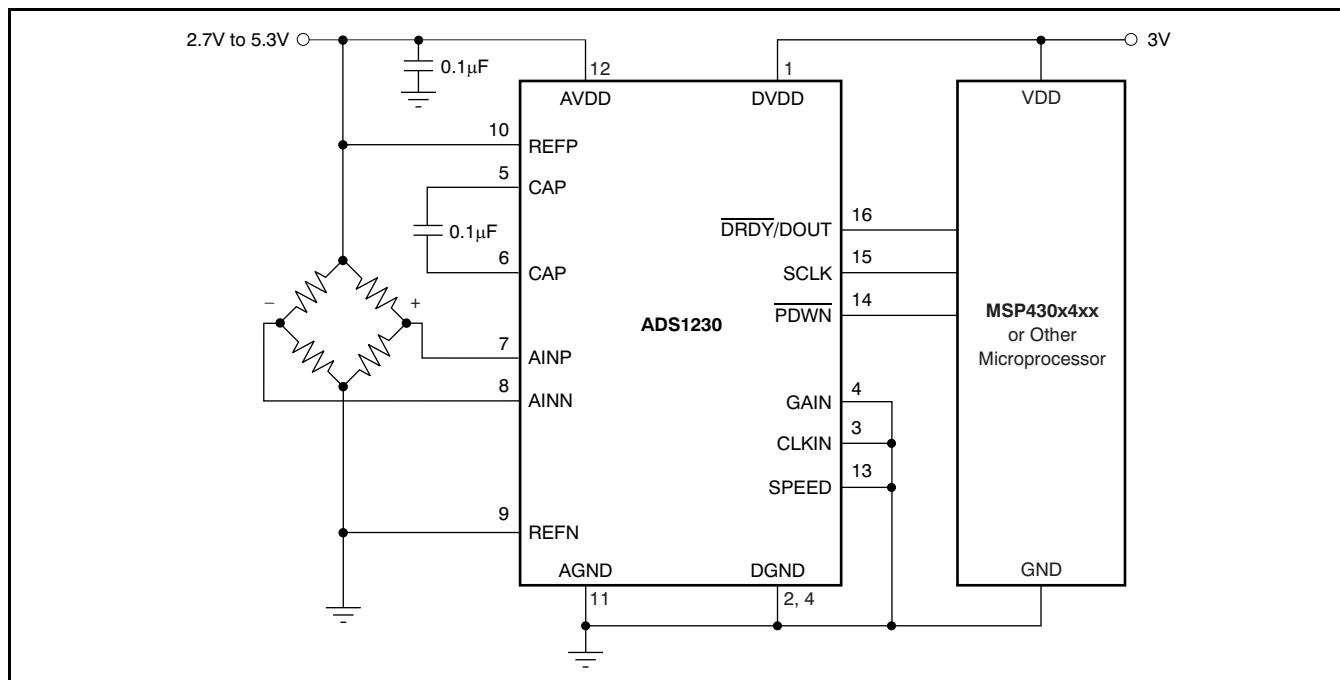 2.7V to 5.3V
3V
0.1μF
12
1
AVDD
DVDD
VDD
10
REFP
5
CAP
0.1μF
6
CAP
16
DRDY/DOUT
15
SCLK
14
PDWN
ADS1230
MSP430x4xx
or Other
Microprocessor
–
+
7
AINP
8
AINN
4
GAIN
3
CLKIN
13
SPEED
9
REFN
AGND
DGND
GND
11
2, 4